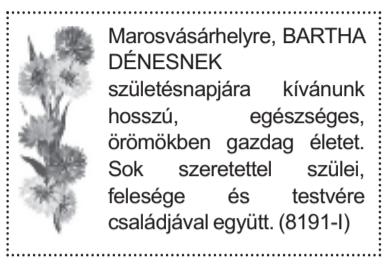 Marosvásárhelyre, BARTHA
DÉNESNEK
születésnapjára kívánunk
hosszú, egészséges,
örömökben gazdag életet.
Sok szeretettel szülei,
felesége és testvére
családjával együtt. (8191-I)